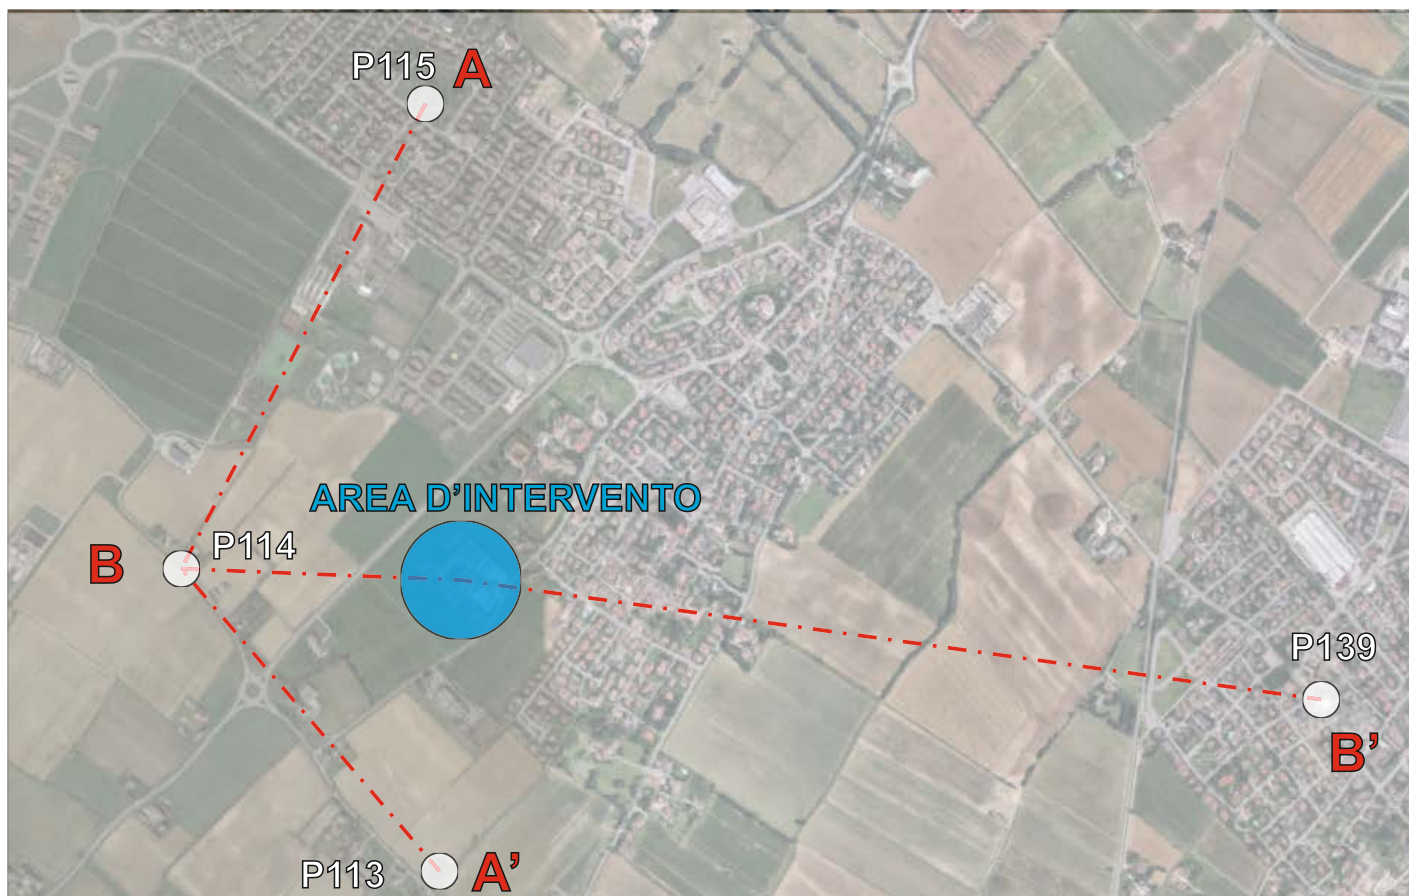 P115 A
AREA D’INTERVENTO
B P114
P139
B’
P113 A’